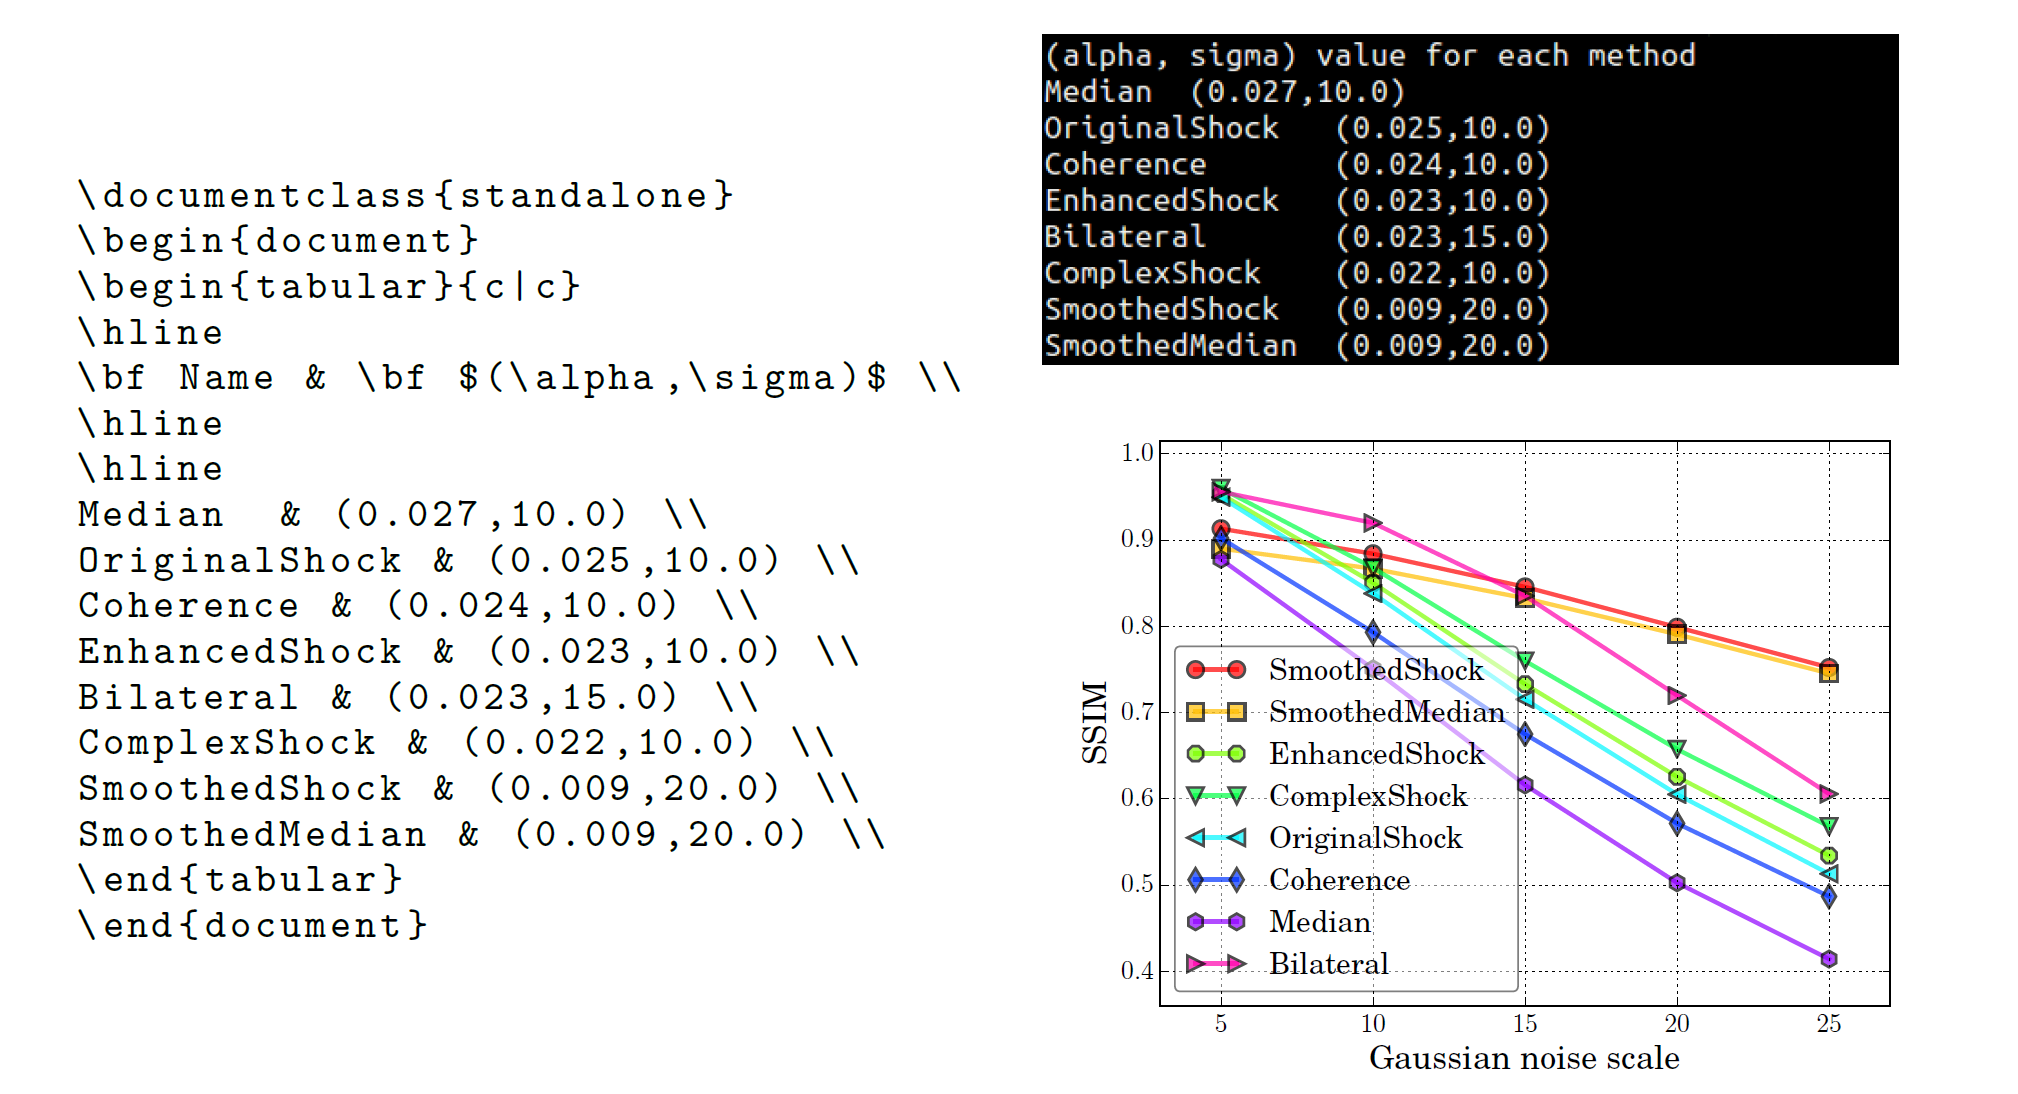 \documentclass{standalone}
\begin{document}
\begin{tabular}{c|c}
\hline
\bf Name & \bf $(\alpha,\sigma)$ \\
\hline
\hline
Median  & (0.027,10.0) \\
OriginalShock & (0.025,10.0) \\
Coherence & (0.024,10.0) \\
EnhancedShock & (0.023,10.0) \\
Bilateral & (0.023,15.0) \\
ComplexShock & (0.022,10.0) \\
SmoothedShock & (0.009,20.0) \\
SmoothedMedian & (0.009,20.0) \\
\end{tabular}
\end{document}
(alpha, sigma) value for each method
Median  (0.027,10.0)
OriginalShock   (0.025,10.0)
Coherence       (0.024,10.0)
EnhancedShock   (0.023,10.0)
Bilateral       (0.023,15.0)
ComplexShock    (0.022,10.0)
SmoothedShock   (0.009,20.0)
SmoothedMedian  (0.009,20.0)
1.0
0.9
0.8
0.7
0.6
0.5
0.4
SSIM
SmoothedShock
SmoothedMedian
EnhancedShock
ComplexShock
OriginalShock
Coherence
Median
Bilateral
5 10 15 20 25
Gaussian noise scale